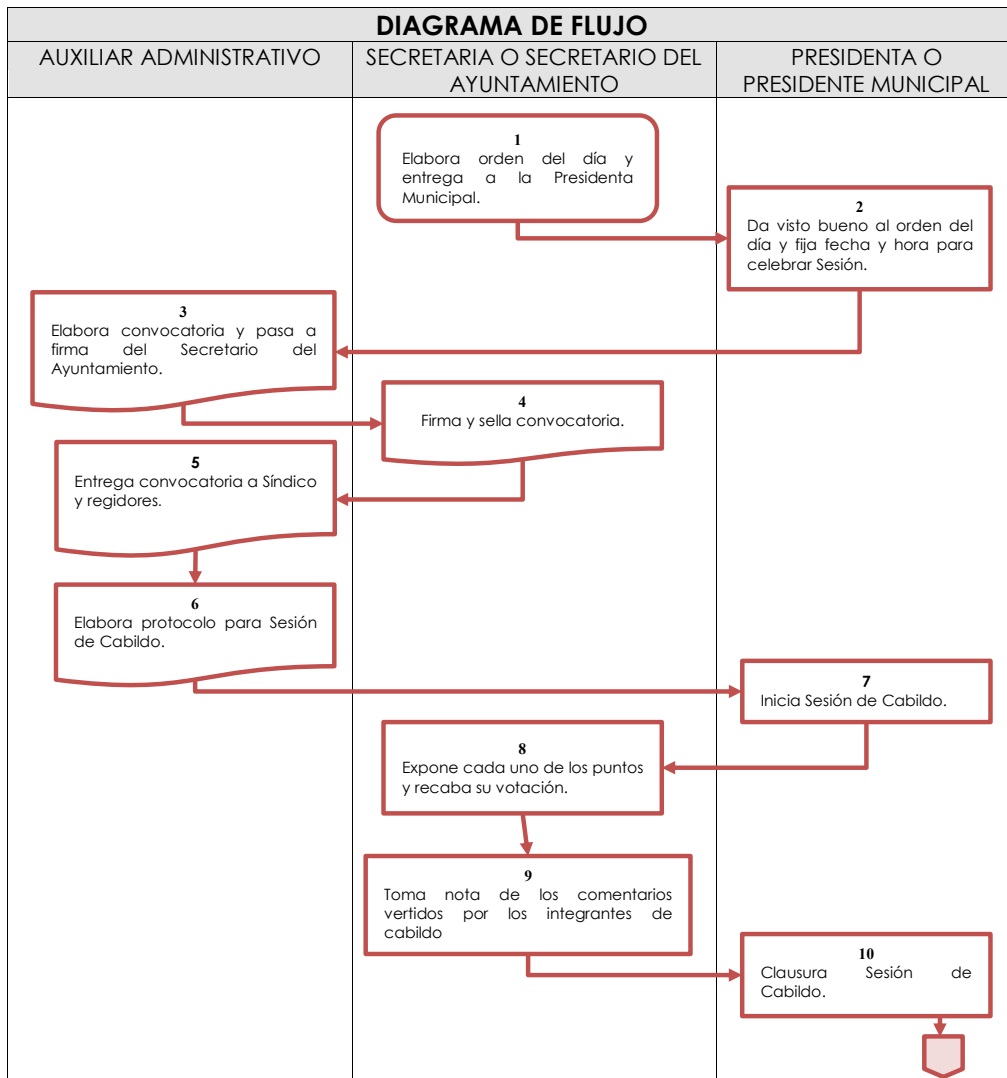 DIAGRAMA DE FLUJO
AUXILIAR ADMINISTRATIVO
SECRETARIA O SECRETARIO DEL
AYUNTAMIENTO
PRESIDENTA O
PRESIDENTE MUNICIPAL
1
Elabora orden del día y
entrega a la Presidenta
Municipal.
2
Da visto bueno al orden del
día y fija fecha y hora para
celebrar Sesión.
3
Elabora convocatoria y pasa a
firma del Secretario del
Ayuntamiento.
4
Firma y sella convocatoria.
5
Entrega convocatoria a Síndico
y regidores.
6
Elabora protocolo para Sesión
de Cabildo.
7
Inicia Sesión de Cabildo.
8
Expone cada uno de los puntos
y recaba su votación.
9
Toma nota de los comentarios
vertidos por los integrantes de
cabildo
10
Clausura Sesión de
Cabildo.